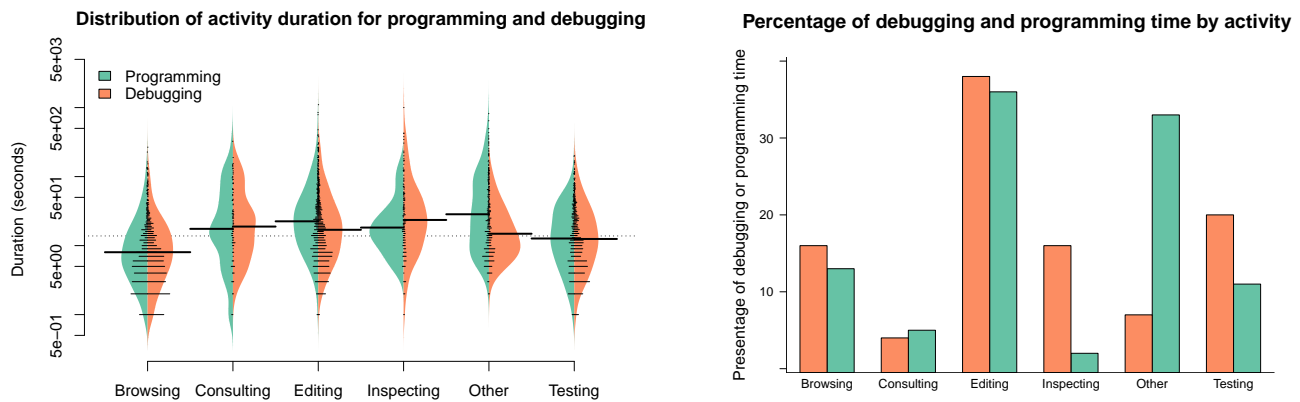 Distribution of activity duration for programming and debugging
Duration (seconds)
5e+03
5e+02
5e+01
5e+00
5e−01
Programming
Debugging
Browsing Consulting Editing Inspecting Other Testing
Percentage of debugging and programming time by activity
Presentage of debugging or programming time
30
20
10
Browsing Consulting Editing Inspecting Other Testing